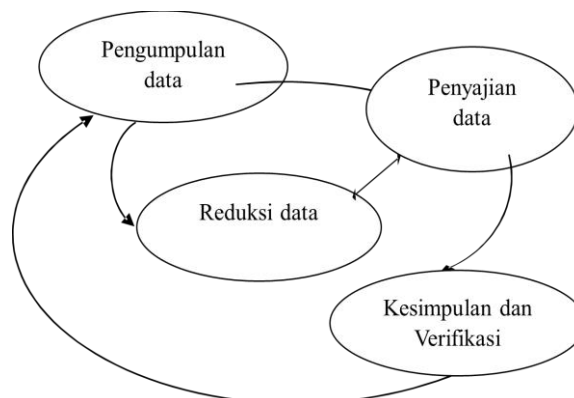 Pengumpulan
data
Penyajian
data
Reduksi data
Kesimpulan dan
Verifikasi